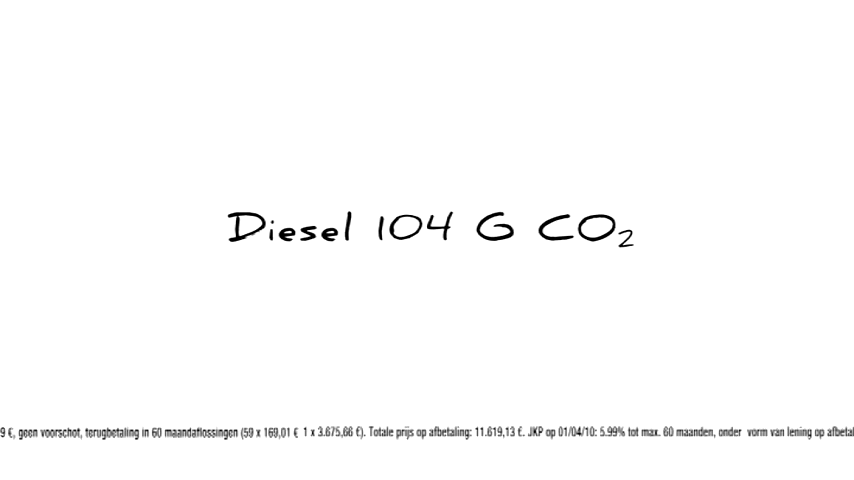 Diesel 104 G CO₂
9 €, geen voorschot, terugbetaling in 60 maandaflossingen (59 x 169,01 € 1 x 3.675,66 €). Totale prijs op afbetaling: 11.619,13 €. JKP op 01/04/10: 5.99% tot max. 60 maanden, onder vorm van lening op afbetal